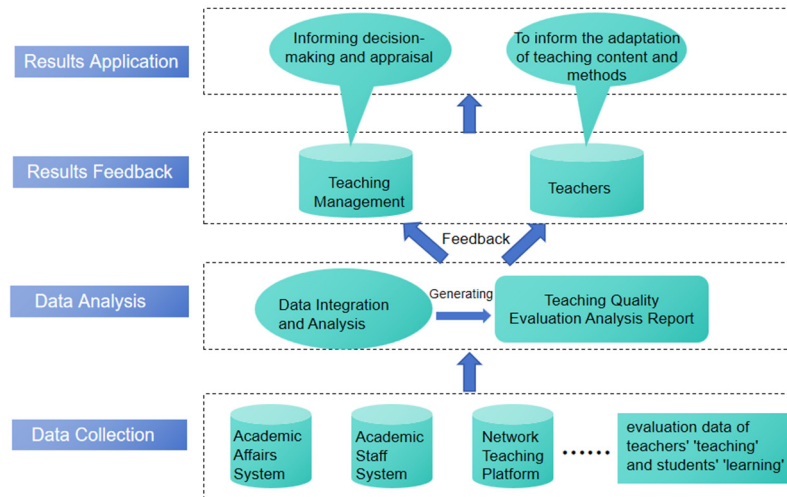 Results Application
Informing decision-
making and appraisal
To inform the adaptation
of teaching content and
methods
Results Feedback
Teaching
Management
Teachers
Feedback
Data Analysis
Data Integration
and Analysis
Generating
Teaching Quality
Evaluation Analysis Report
Data Collection
Academic
Affairs
System
Academic
Staff
System
Network
Teaching
Platform
......
evaluation data of
teachers' 'teaching'
and students' 'learning'